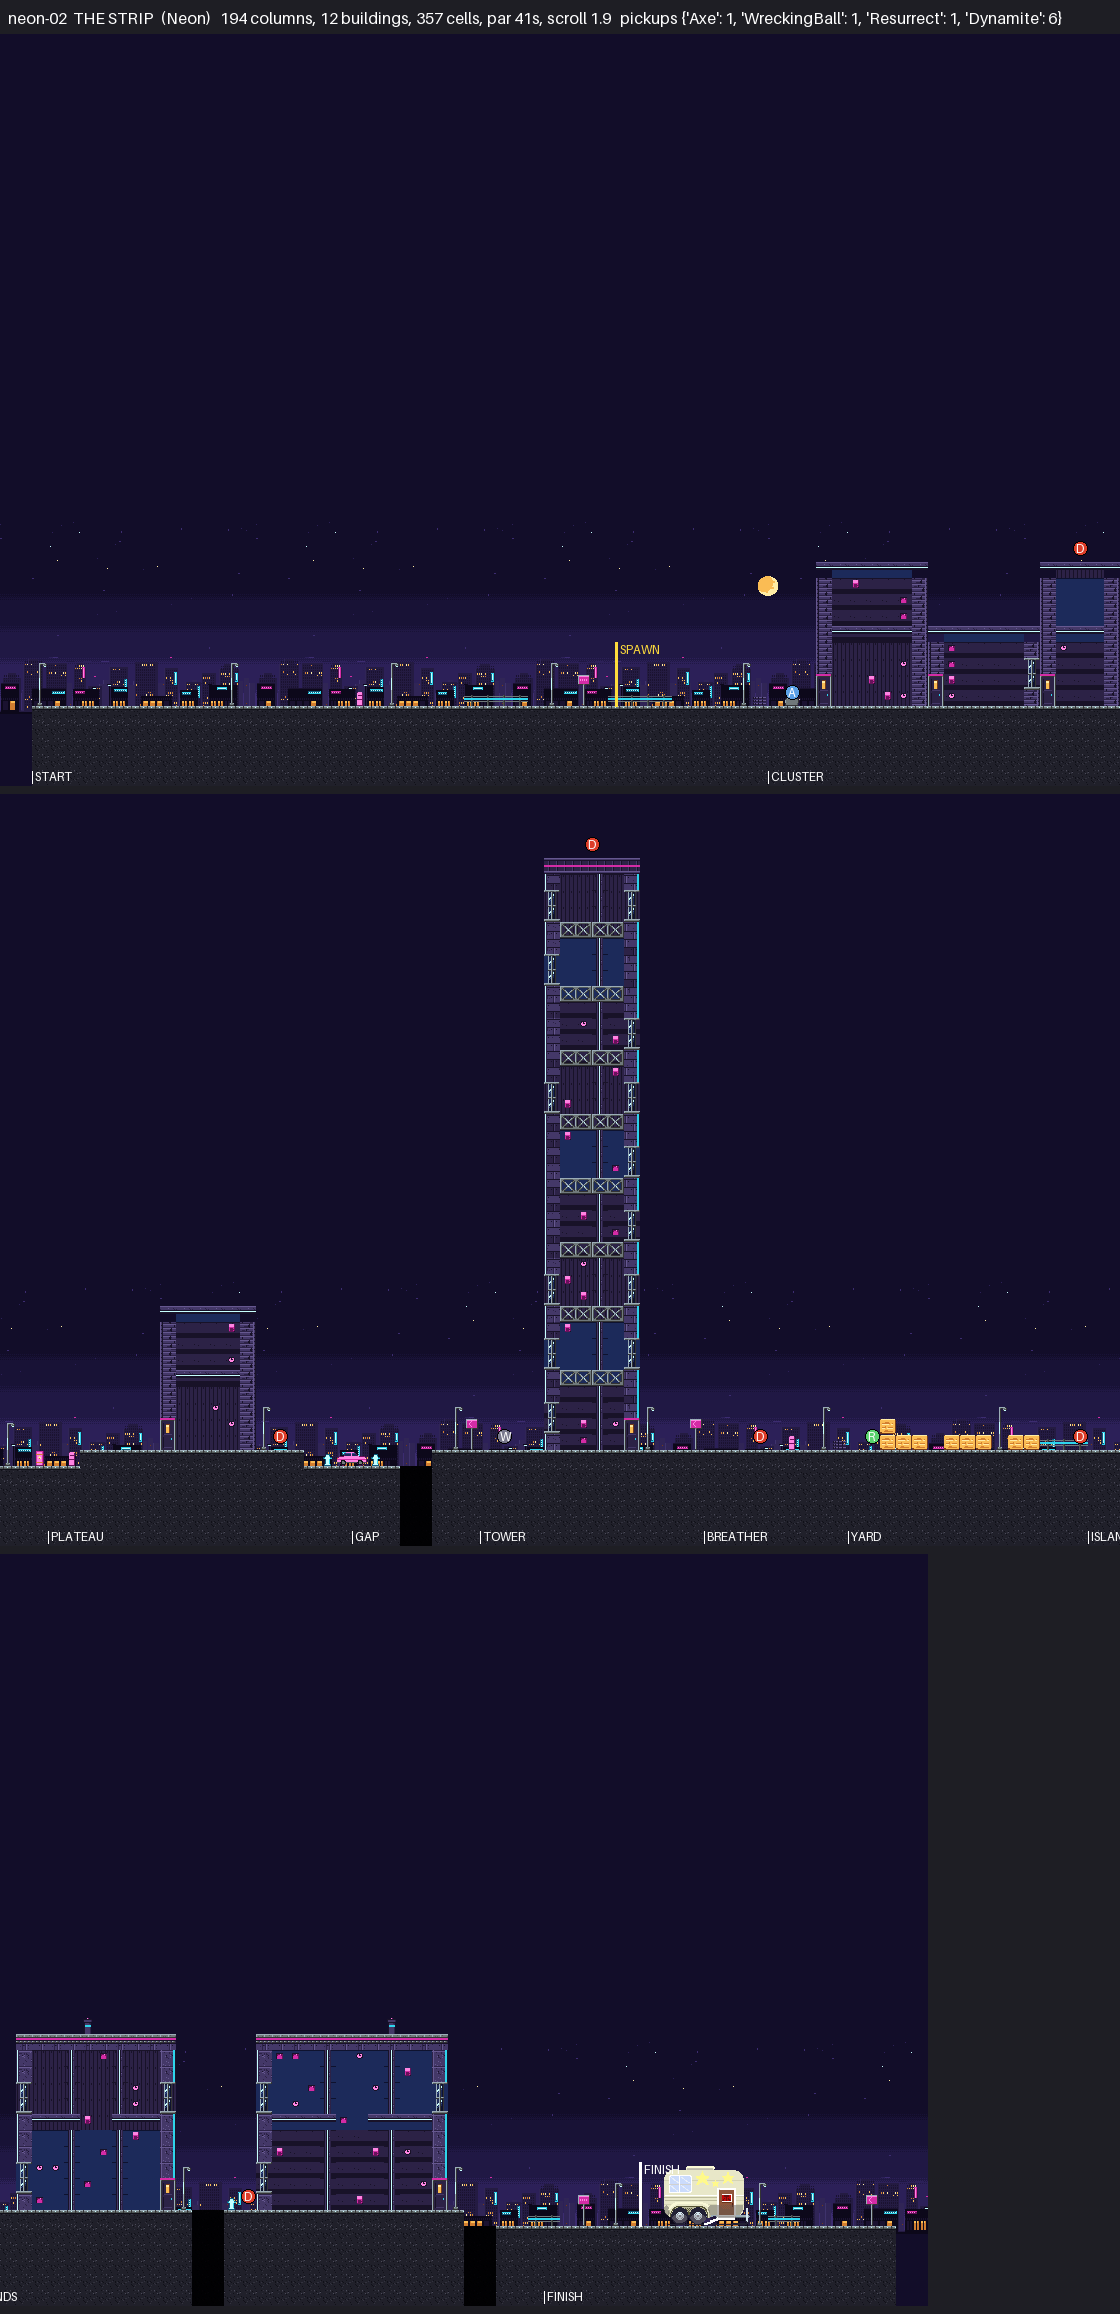 neon-02 THE STRIP (Neon) 194 columns, 12 buildings, 357 cells, par 41s, scroll 1.9 pickups {'Axe': 1, 'WreckingBall': 1, 'Resurrect': 1, 'Dynamite': 6}
D
SPAWN
A
START
CLUSTER
D
D
W
D
R
D
PLATEAU
GAP
TOWER
BREATHER
YARD
ISLAN
D
FINISH
NDS
FINISH